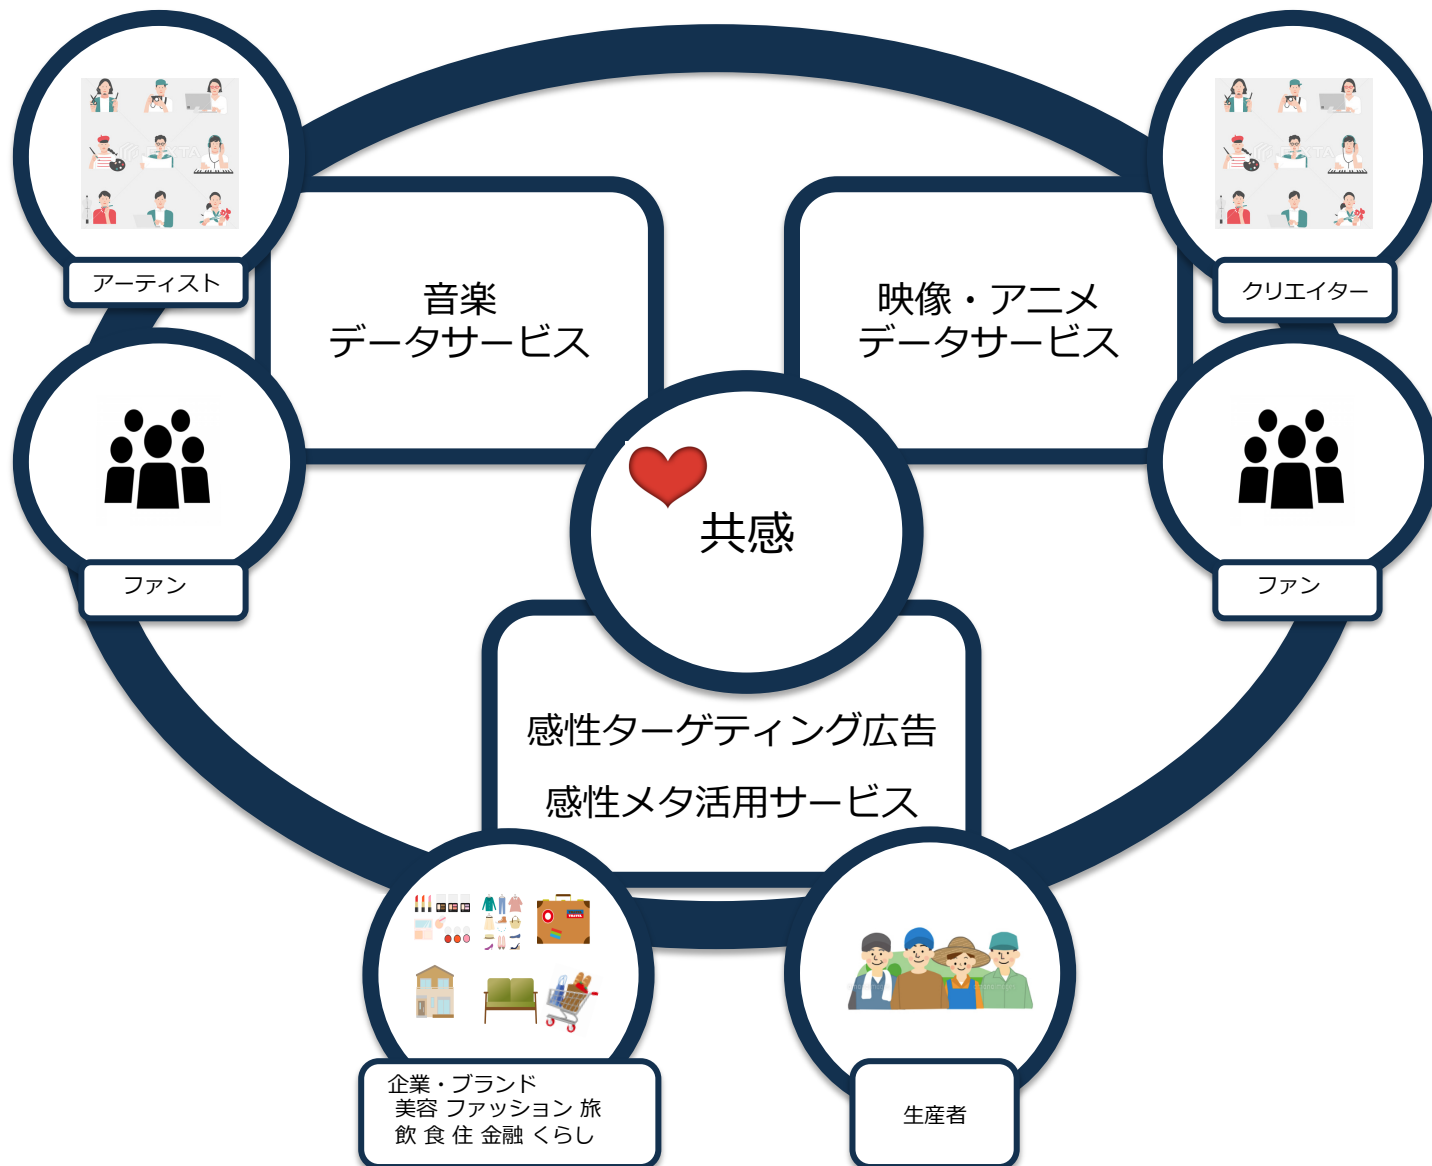 アーティスト
クリエイター
音楽
データサービス
映像・アニメ
データサービス
共感
ファン
ファン
感性ターゲティング広告
感性メタ活用サービス
企業・ブランド
美容 ファッション 旅
飲 食 住 金融 くらし
生産者